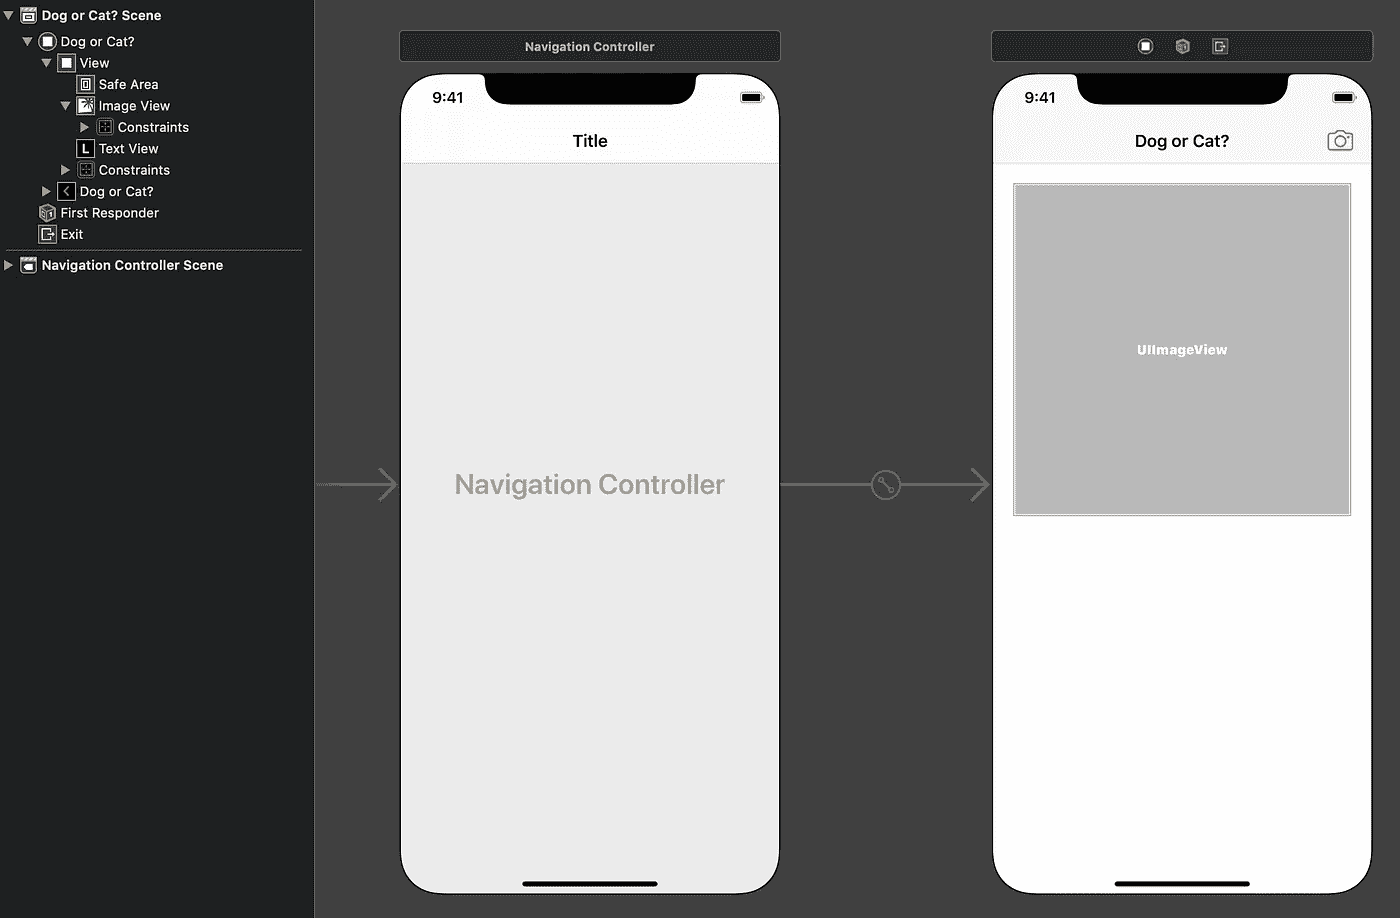 Dog or Cat? Scene
Dog or Cat?
View
Safe Area
Image View
Constraints
L Text View
Constraints
Dog or Cat?
First Responder
Exit
Navigation Controller Scene
Navigation Controller
9:41
Title
Navigation Controller
9:41
Dog or Cat?
UIImageView